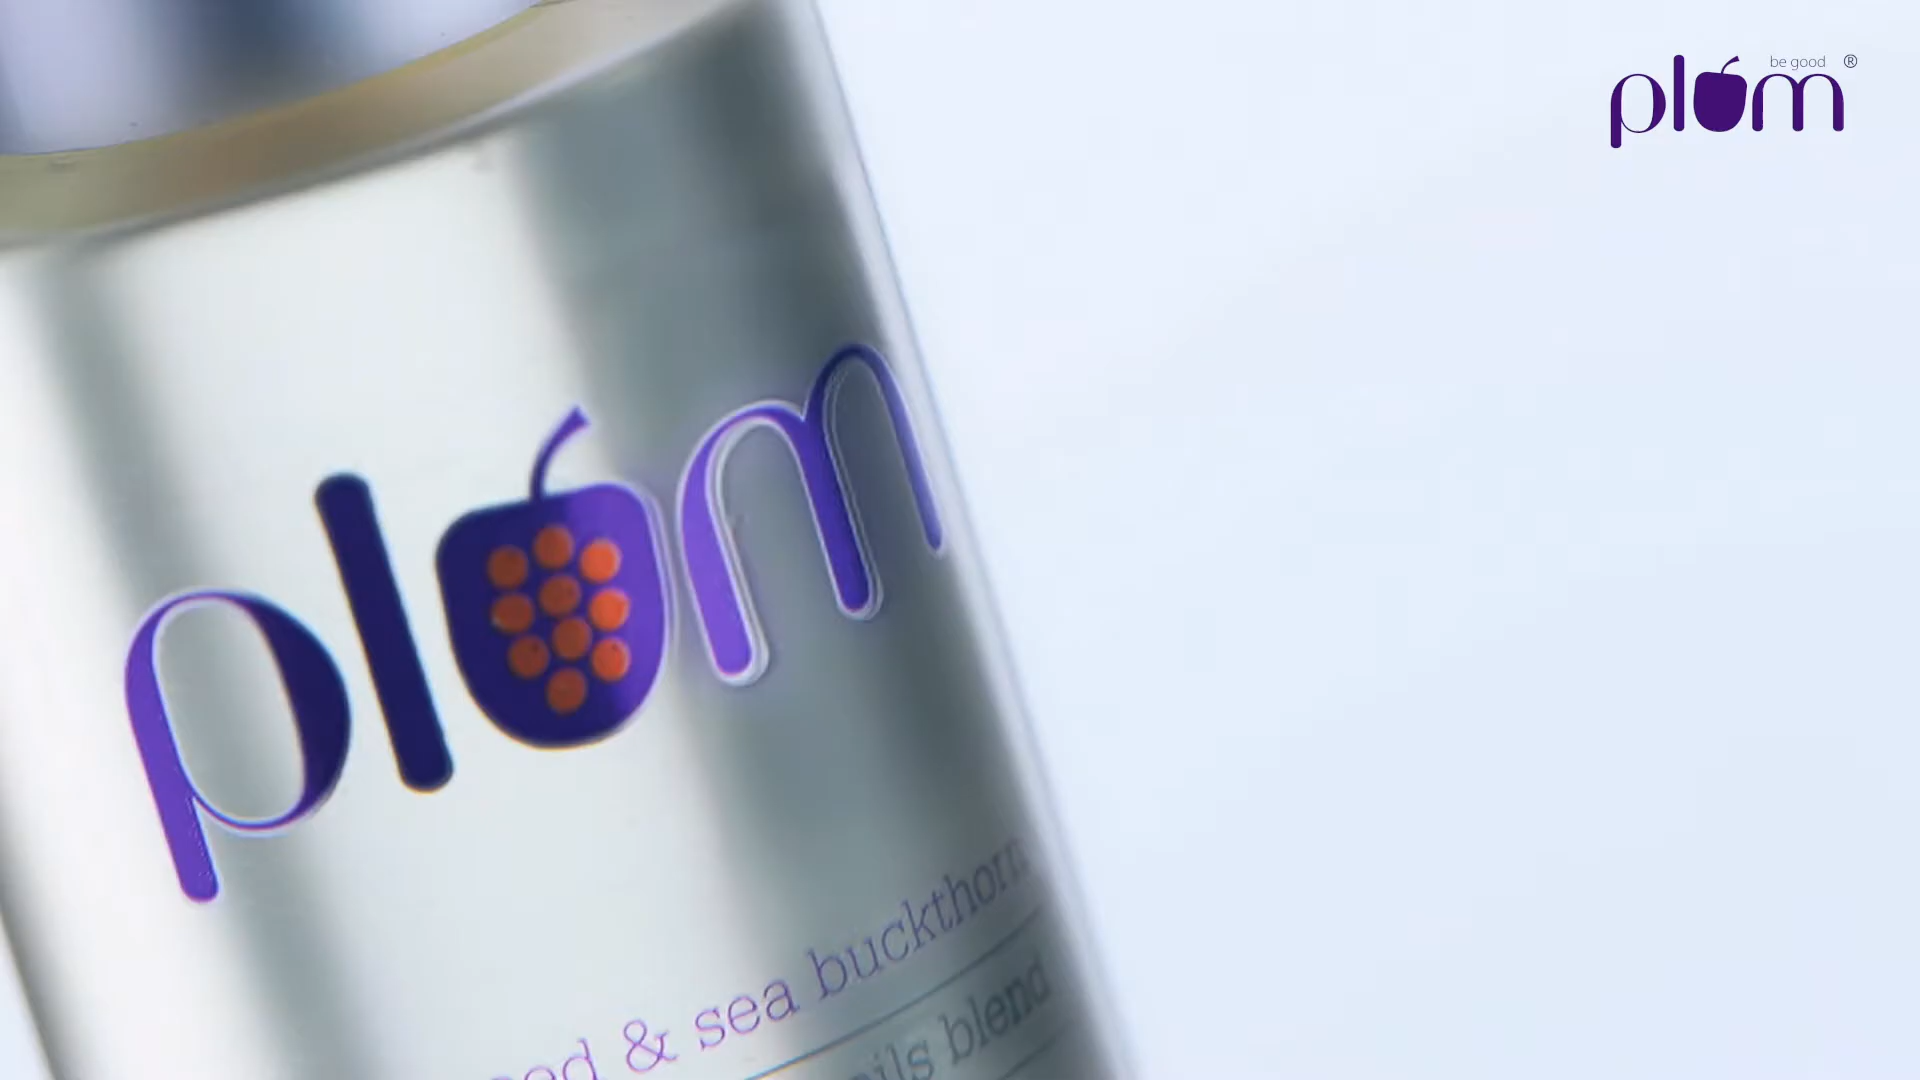 be good ®
plum
plum
& sea buckthorn
blend